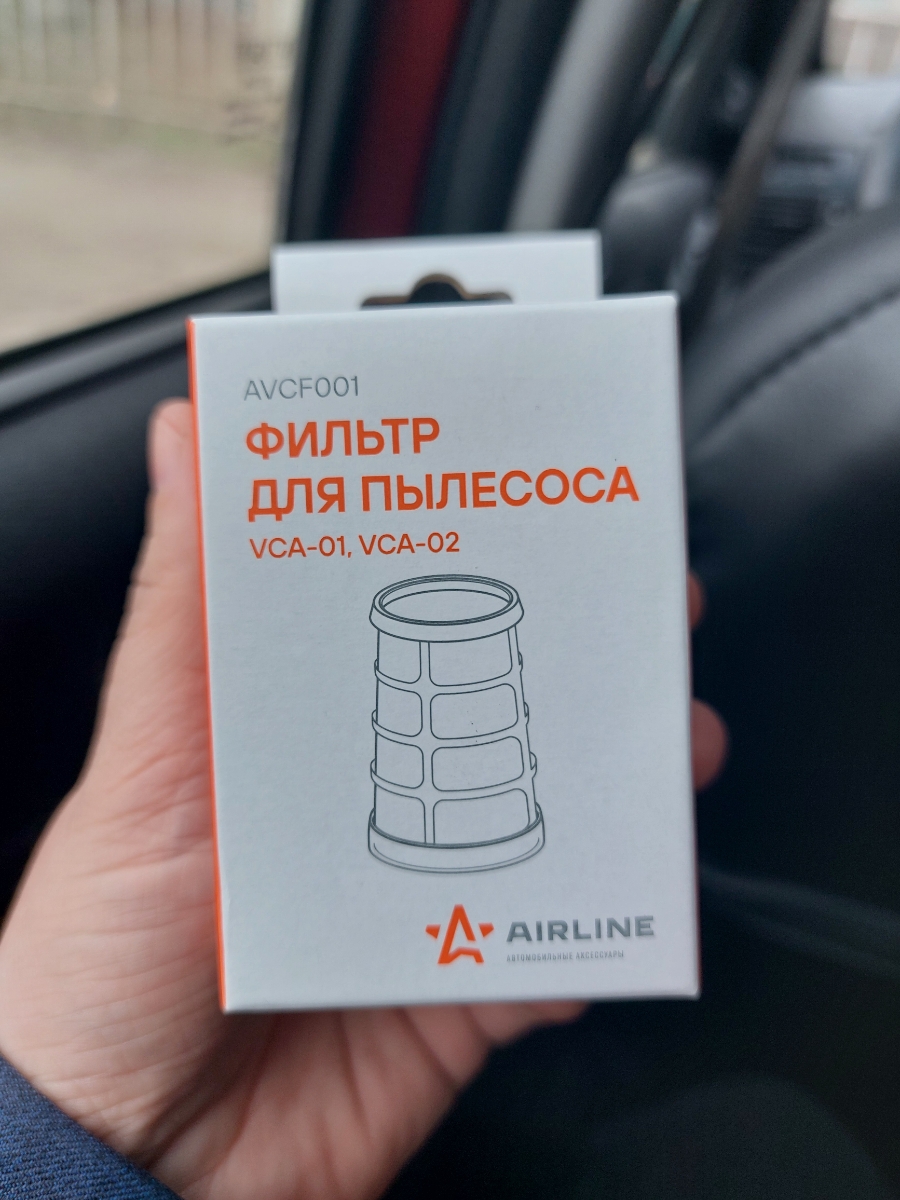 AVCF001
ФИЛЬТР
ДЛЯ ПЫЛЕСОСА
VCA-01, VCA-02
AIRLINE
АВТОМОБИЛЬНЫЕ АКСЕССУАРЫ